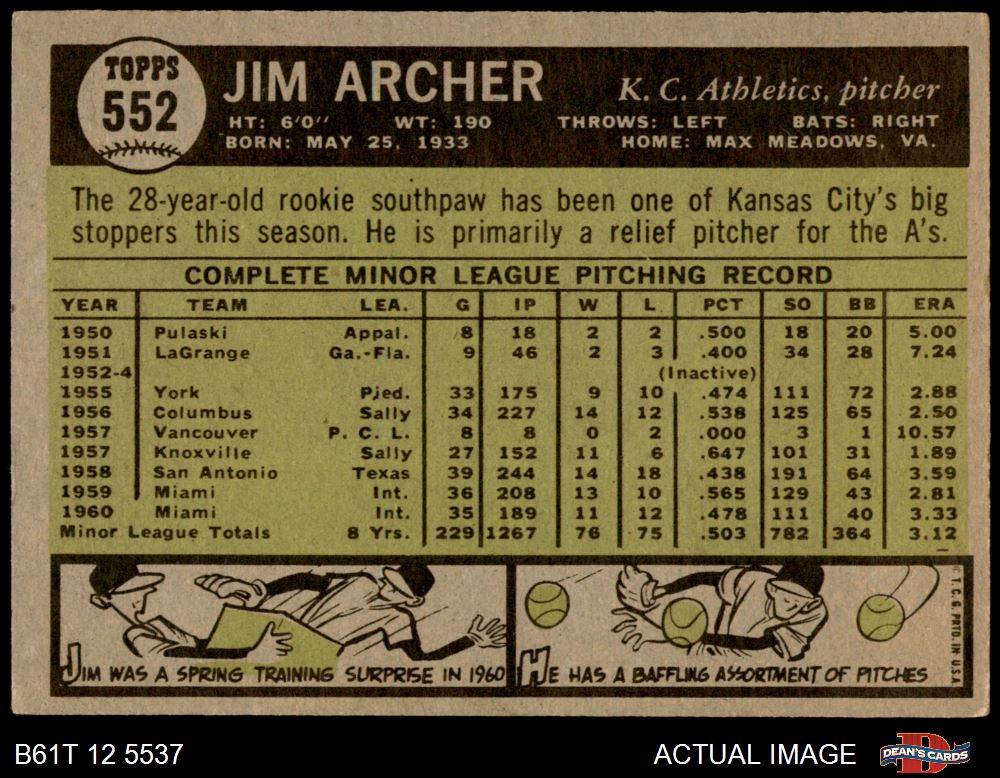 TOPPS
552
JIM ARCHER
K. C. Athletics, pitcher
HT: 6'0" WT: 190 THROWS: LEFT BATS: RIGHT
BORN: MAY 25, 1933 HOME: MAX MEADOWS, VA.
The 28-year-old rookie southpaw has been one of Kansas City's big
stoppers this season. He is primarily a relief pitcher for the A's.
COMPLETE MINOR LEAGUE PITCHING RECORD
YEAR TEAM LEA. G IP W L PCT SO BB ERA
1950 Pulaski Appal. 8 18 2 2 .500 18 20 5.00
1951 LaGrange Ga.-Fla. 9 46 2 3 .400 34 28 7.24
1952-4 (Inactive)
1955 York Pied. 33 175 9 10 .474 111 72 2.88
1956 Columbus Sally 34 227 14 12 .538 125 65 2.50
1957 Vancouver P. C. L. 8 8 0 2 .000 3 1 10.57
1957 Knoxville Sally 27 152 11 6 .647 101 31 1.89
1958 San Antonio Texas 39 244 14 18 .438 191 64 3.59
1959 Miami Int. 36 208 13 10 .565 129 43 2.81
1960 Miami Int. 35 189 11 12 .478 111 40 3.33
Minor League Totals 8 Yrs. 229 1267 76 75 .503 782 364 3.12
JIM WAS A SPRING TRAINING SURPRISE IN 1960
HE HAS A BAFFLING ASSORTMENT OF PITCHES
© T. C. G. PRTD. IN U.S.A.
B61T 12 5537
ACTUAL IMAGE
DEAN'S CARDS